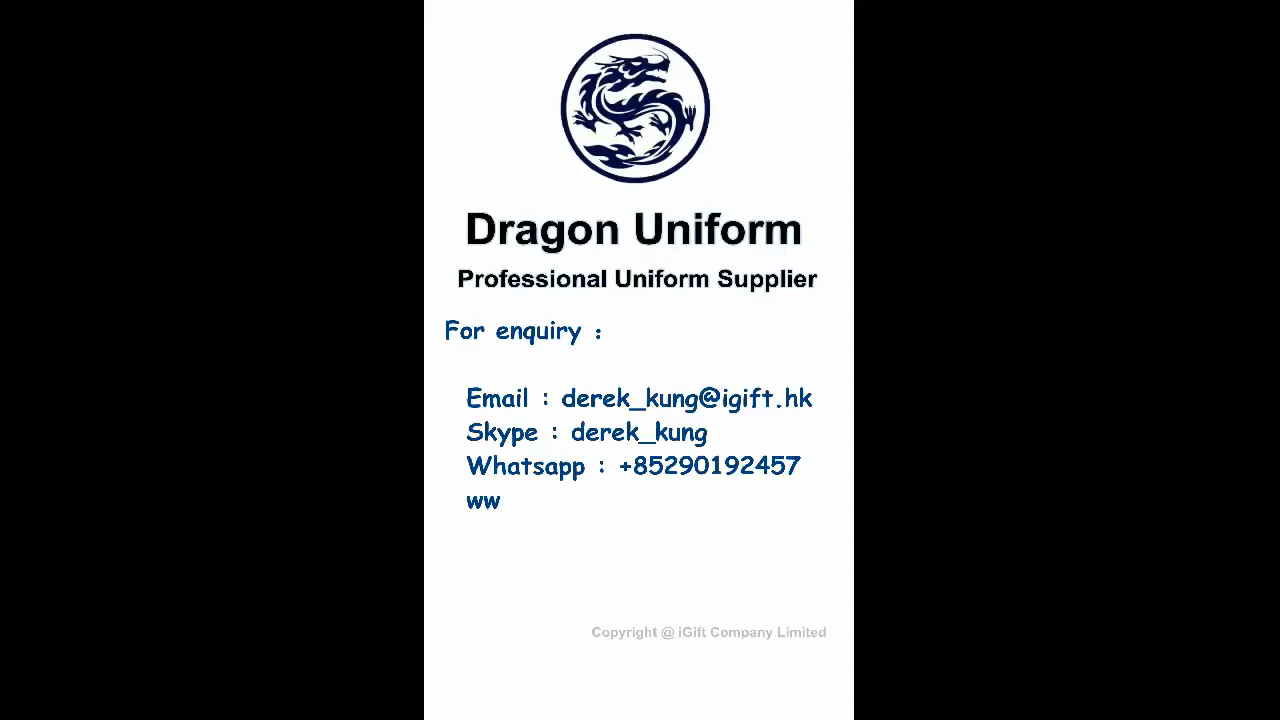 Dragon Uniform
Professional Uniform Supplier
For enquiry :
Email : derek_kung@igift.hk
Skype : derek_kung
Whatsapp : +85290192457
ww
Copyright @ iGift Company Limited